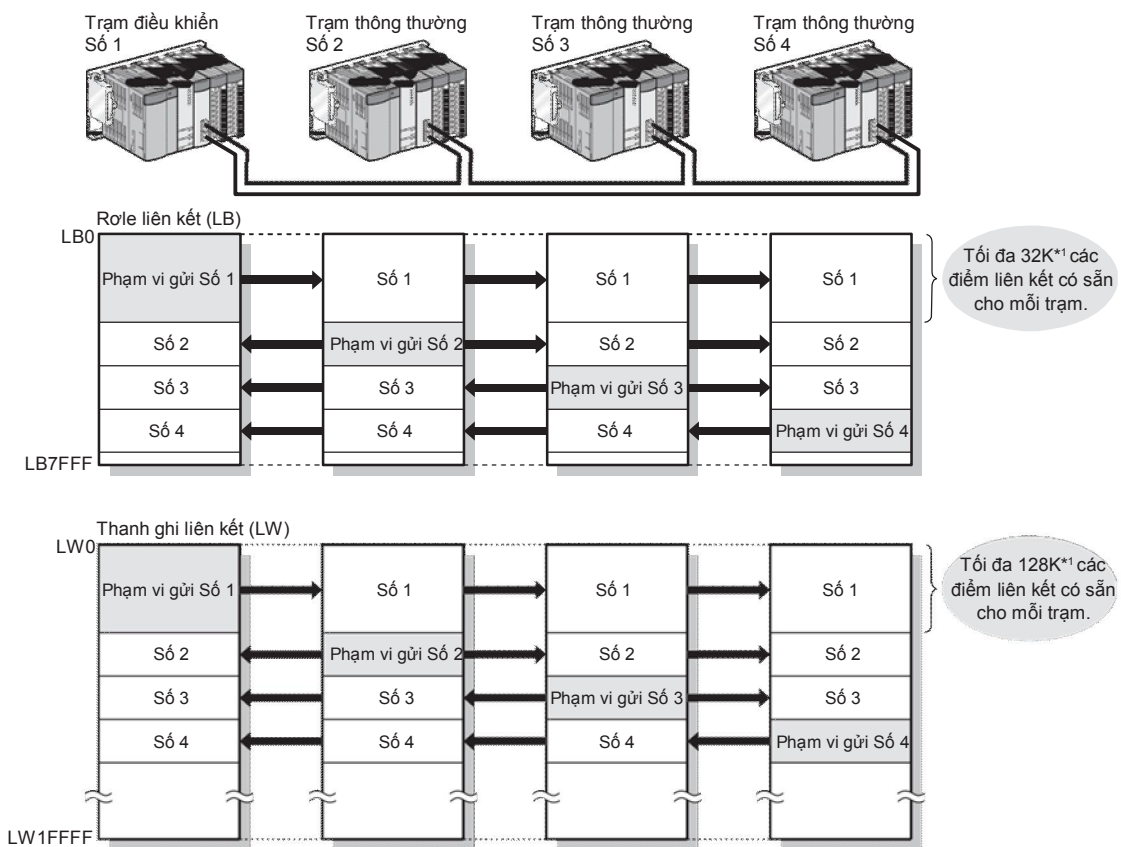 Trạm điều khiển
Số 1
Trạm thông thường
Số 2
Trạm thông thường
Số 3
Trạm thông thường
Số 4
Rơle liên kết (LB)
LB0
Phạm vi gửi Số 1
Số 1
Số 1
Số 1
Số 2
Phạm vi gửi Số 2
Số 2
Số 2
Số 3
Số 3
Phạm vi gửi Số 3
Số 3
Số 4
Số 4
Số 4
Phạm vi gửi Số 4
LB7FFF
Tối đa 32K*1 các
điểm liên kết có sẵn
cho mỗi trạm.
Thanh ghi liên kết (LW)
LW0
Phạm vi gửi Số 1
Số 1
Số 1
Số 1
Số 2
Phạm vi gửi Số 2
Số 2
Số 2
Số 3
Số 3
Phạm vi gửi Số 3
Số 3
Số 4
Số 4
Số 4
Phạm vi gửi Số 4
LW1FFFF
Tối đa 128K*1 các
điểm liên kết có sẵn
cho mỗi trạm.